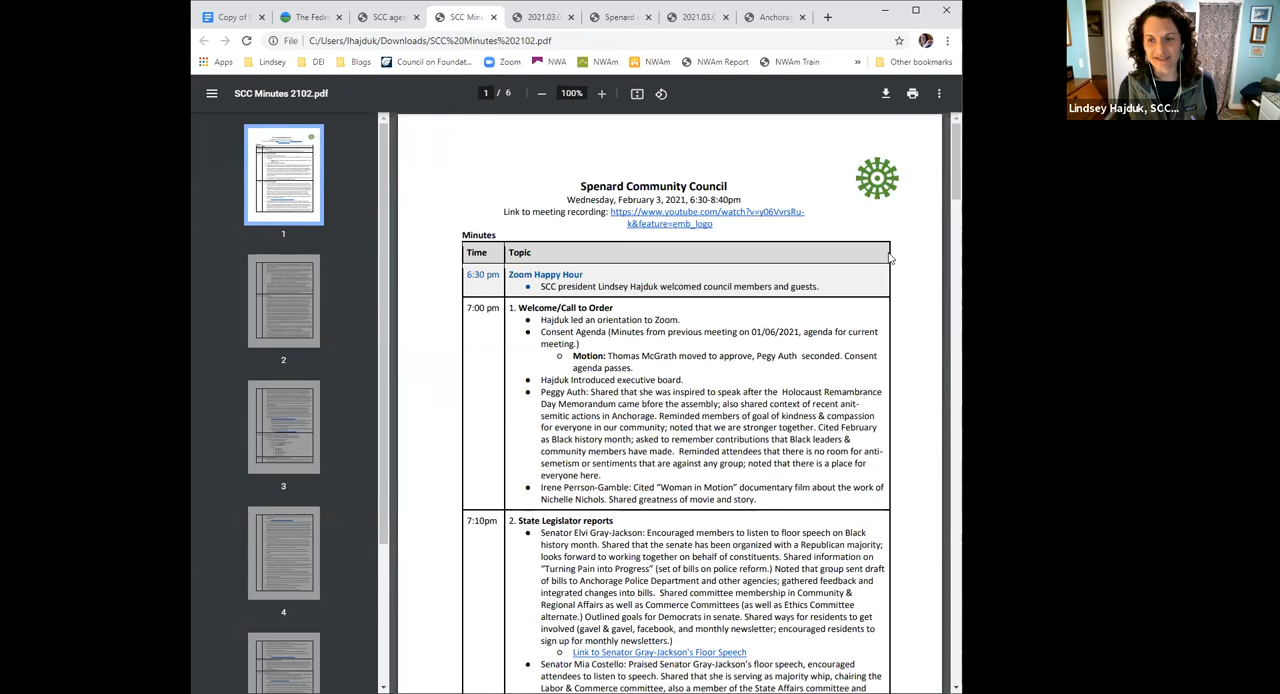 Copy of S
The Fede
SCC agen
SCC Minu
2021.03.0
Spenard v
2021.03.0
Anchorag
File
C:/Users/lhajduk/Downloads/SCC%20Minutes%202102.pdf
Apps
Lindsey
DEI
Blogs
Council on Foundat...
Zoom
NWA
NWAm
NWAm
NWAm Report
NWAm Train
»
Other bookmarks
SCC Minutes 2102.pdf
1 / 6
100%
Lindsey Hajduk, SCC...
1
2
3
4
Spenard Community Council
Wednesday, February 3, 2021, 6:30-8:40pm
Link to meeting recording: https://www.youtube.com/watch?v=y06VvrsRu-
k&feature=emb_logo
Minutes
Time Topic
6:30 pm Zoom Happy Hour
● SCC president Lindsey Hajduk welcomed council members and guests.
7:00 pm 1. Welcome/Call to Order
● Hajduk led an orientation to Zoom.
● Consent Agenda (Minutes from previous meeting on 01/06/2021, agenda for current
meeting.)
○ Motion: Thomas McGrath moved to approve, Pegy Auth seconded. Consent
agenda passes.
● Hajduk Introduced executive board.
● Peggy Auth: Shared that she was inspired to speak after the Holocaust Remambrance
Day Memorandum came bfore the assembly; also shared context of recent anit-
semitic actions in Anchorage. Reminded members of goal of kindness & compassion
for everyone in our community; noted that we are stronger together. Cited February
as Black history month; asked to remember contributions that Black leaders &
community members have made. Reminded attendees that there is no room for anti-
semetism or sentiments that are against any group; noted that there is a place for
everyone here.
● Irene Perrson-Gamble: Cited “Woman in Motion” documentary film about the work of
Nichelle Nichols. Shared greatness of movie and story.
7:10pm 2. State Legislator reports
● Senator Elvi Gray-Jackson: Encouraged members to listen to floor speech on Black
history month. Shared that the senate has been organized with a Republican majority;
looks forward to working together on behalf of constituents. Shared information on
“Turning Pain into Progress” (set of bills on police reform.) Noted that group sent draft
of bills to Anchorage Police Department and other agencies; gathered feedback and
integrated changes into bills. Shared committee membership in Community &
Regional Affairs as well as Commerce Committees (as well as Ethics Committee
alternate.) Outlined goals for Democrats in senate. Shared ways for residents to get
involved (gavel & gavel, facebook, and monthly newsletter; encouraged residents to
sign up for monthly newsletters.)
○ Link to Senator Gray-Jackson's Floor Speech
● Senator Mia Costello: Praised Senator Gray-Jackson’s floor speech, encouraged
attendees to listen to speech. Shared that she is serving as majority whip, chairing the
Labor & Commerce committee, also a member of the State Affairs committee and